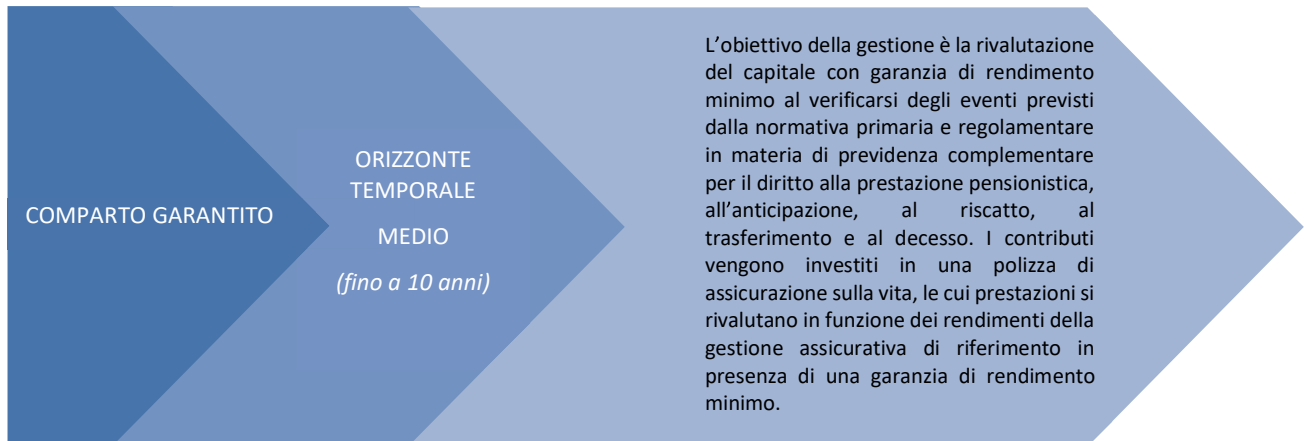 COMPARTO GARANTITO
ORIZZONTE
TEMPORALE
MEDIO
(fino a 10 anni)
L’obiettivo della gestione è la rivalutazione
del capitale con garanzia di rendimento
minimo al verificarsi degli eventi previsti
dalla normativa primaria e regolamentare
in materia di previdenza complementare
per il diritto alla prestazione pensionistica,
all’anticipazione, al riscatto, al
trasferimento e al decesso. I contributi
vengono investiti in una polizza di
assicurazione sulla vita, le cui prestazioni si
rivalutano in funzione dei rendimenti della
gestione assicurativa di riferimento in
presenza di una garanzia di rendimento
minimo.